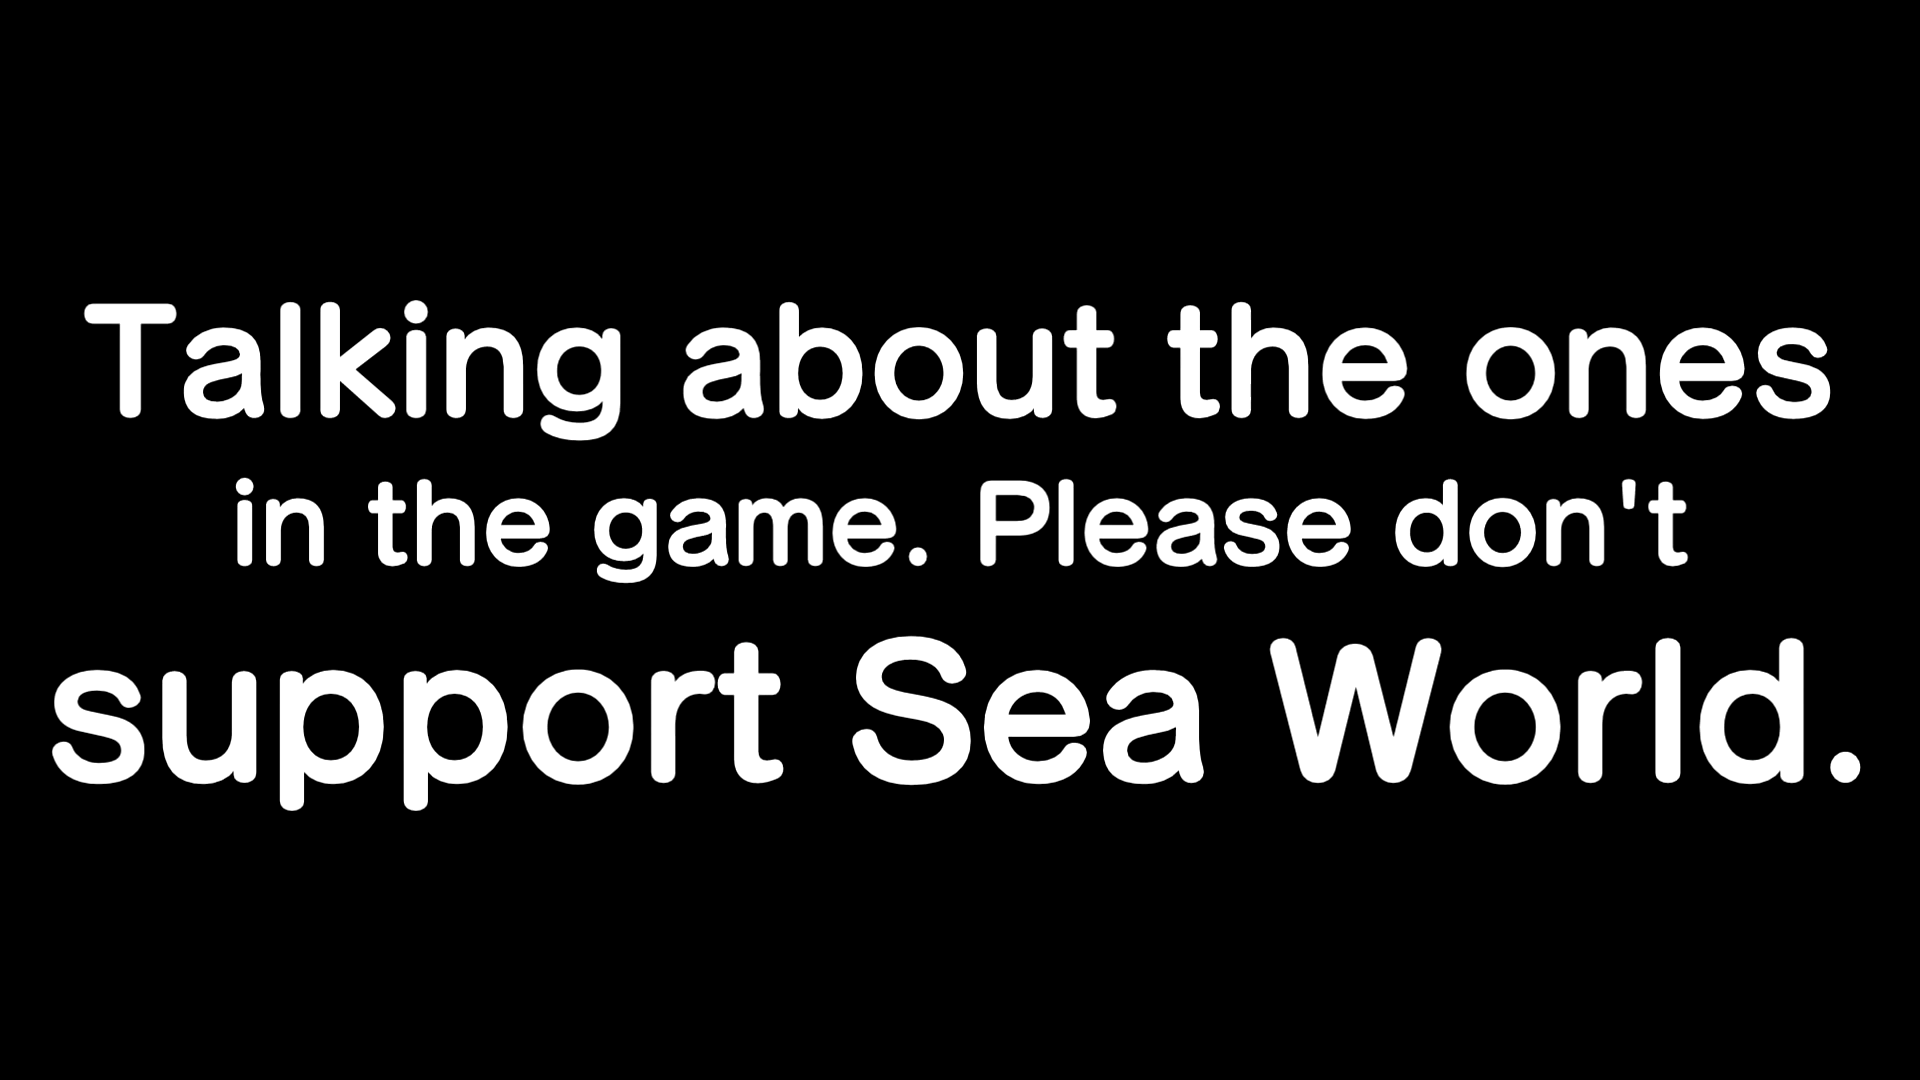 Talking about the ones
in the game. Please don't
support Sea World.